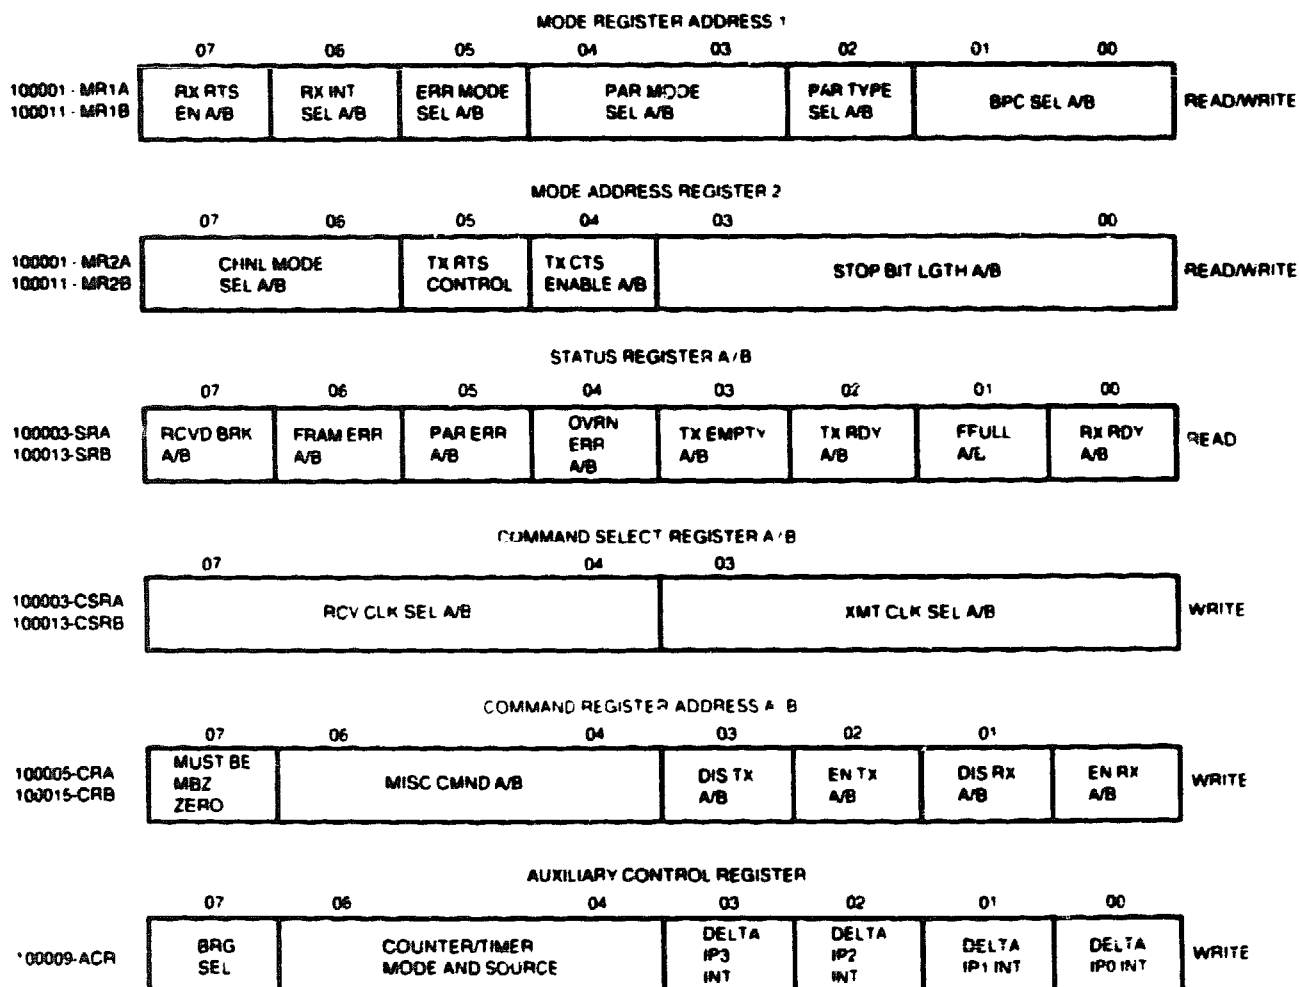 MODE REGISTER ADDRESS 1
07 06 05 04 03 02 01 00
100001 - MR1A
100011 - MR1B
RX RTS
EN A/B
RX INT
SEL A/B
ERR MODE
SEL A/B
PAR MODE
SEL A/B
PAR TYPE
SEL A/B
BPC SEL A/B
READ/WRITE
MODE ADDRESS REGISTER 2
07 06 05 04 03 00
100001 - MR2A
100011 - MR2B
CHNL MODE
SEL A/B
TX RTS
CONTROL
TX CTS
ENABLE A/B
STOP BIT LGTH A/B
READ/WRITE
STATUS REGISTER A/B
07 06 05 04 03 02 01 00
100003-SRA
100013-SRB
RCVD BRK
A/B
FRAM ERR
A/B
PAR ERR
A/B
OVRN
ERR
A/B
TX EMPTY
A/B
TX RDY
A/B
FFULL
RX RDY
A/B
READ
COMMAND SELECT REGISTER A/B
07 04 03
100003-CSRA
100013-CSRB
RCV CLK SEL A/B
XMT CLK SEL A/B
WRITE
COMMAND REGISTER ADDRESS A B
07 06 04 03 02 01
100005-CRA
100015-CRB
MUST BE
MBZ
ZERO
MISC CMND A/B
DIS TX
A/B
EN TX
A/B
DIS RX
A/B
EN RX
A/B
WRITE
AUXILIARY CONTROL REGISTER
07 06 04 03 02 01 00
100009-ACR
BRG
SEL
COUNTER/TIMER
MODE AND SOURCE
DELTA
IP3
INT
DELTA
IP2
INT
DELTA
IP1 INT
DELTA
IP0 INT
WRITE